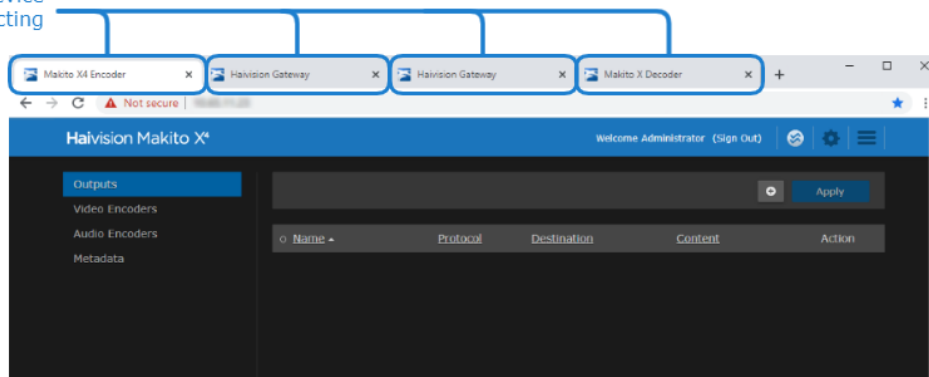 evice
cting
Makito X4 Encoder
Haivision Gateway
Haivision Gateway
Makito X Decoder
Not secure
Haivision Makito X⁴
Welcome Administrator (Sign Out)
Outputs
Video Encoders
Audio Encoders
Metadata
Apply
Name
Protocol
Destination
Content
Action